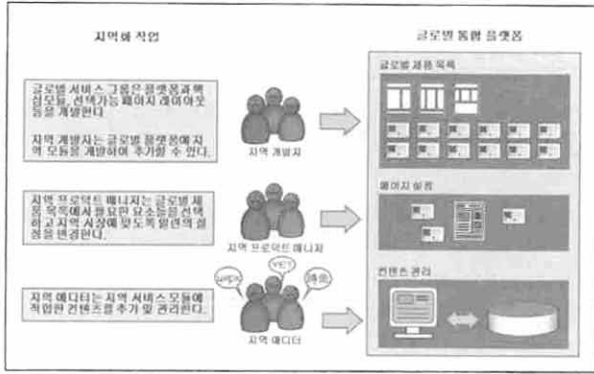 지역화 작업
글로벌 통합 플랫폼
글로벌 서비스 그룹은 플랫폼과 핵
심모듈, 선택가능 페이지 레이아웃
등을 개발한다
지역 개발자는 글로벌 플랫폼에 지
역 모듈을 개발하여 추가할 수 있다.
지역 개발자
글로벌 제품 목록
지역 프로덕트 매니저는 글로벌 제
품 목록에서 필요한 요소들을 선택
하고 지역 시장에 맞도록 일련의 설
정을 변경한다.
지역 프로덕트 매니저
페이지 설정
지역 에디터는 지역 서비스 모듈에
적합한 컨텐츠를 추가 및 관리한다.
YET?
지역 에디터
컨텐츠 관리